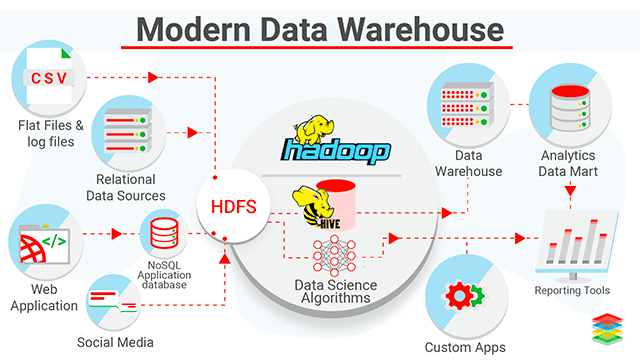 Modern Data Warehouse
CSV
Flat Files &
log files
Relational
Data Sources
Web
Application
</>
NoSQL
Application
database
Social Media
HDFS
hadoop
HIVE
Data Science
Algorithms
Data
Warehouse
Analytics
Data Mart
Reporting Tools
Custom Apps